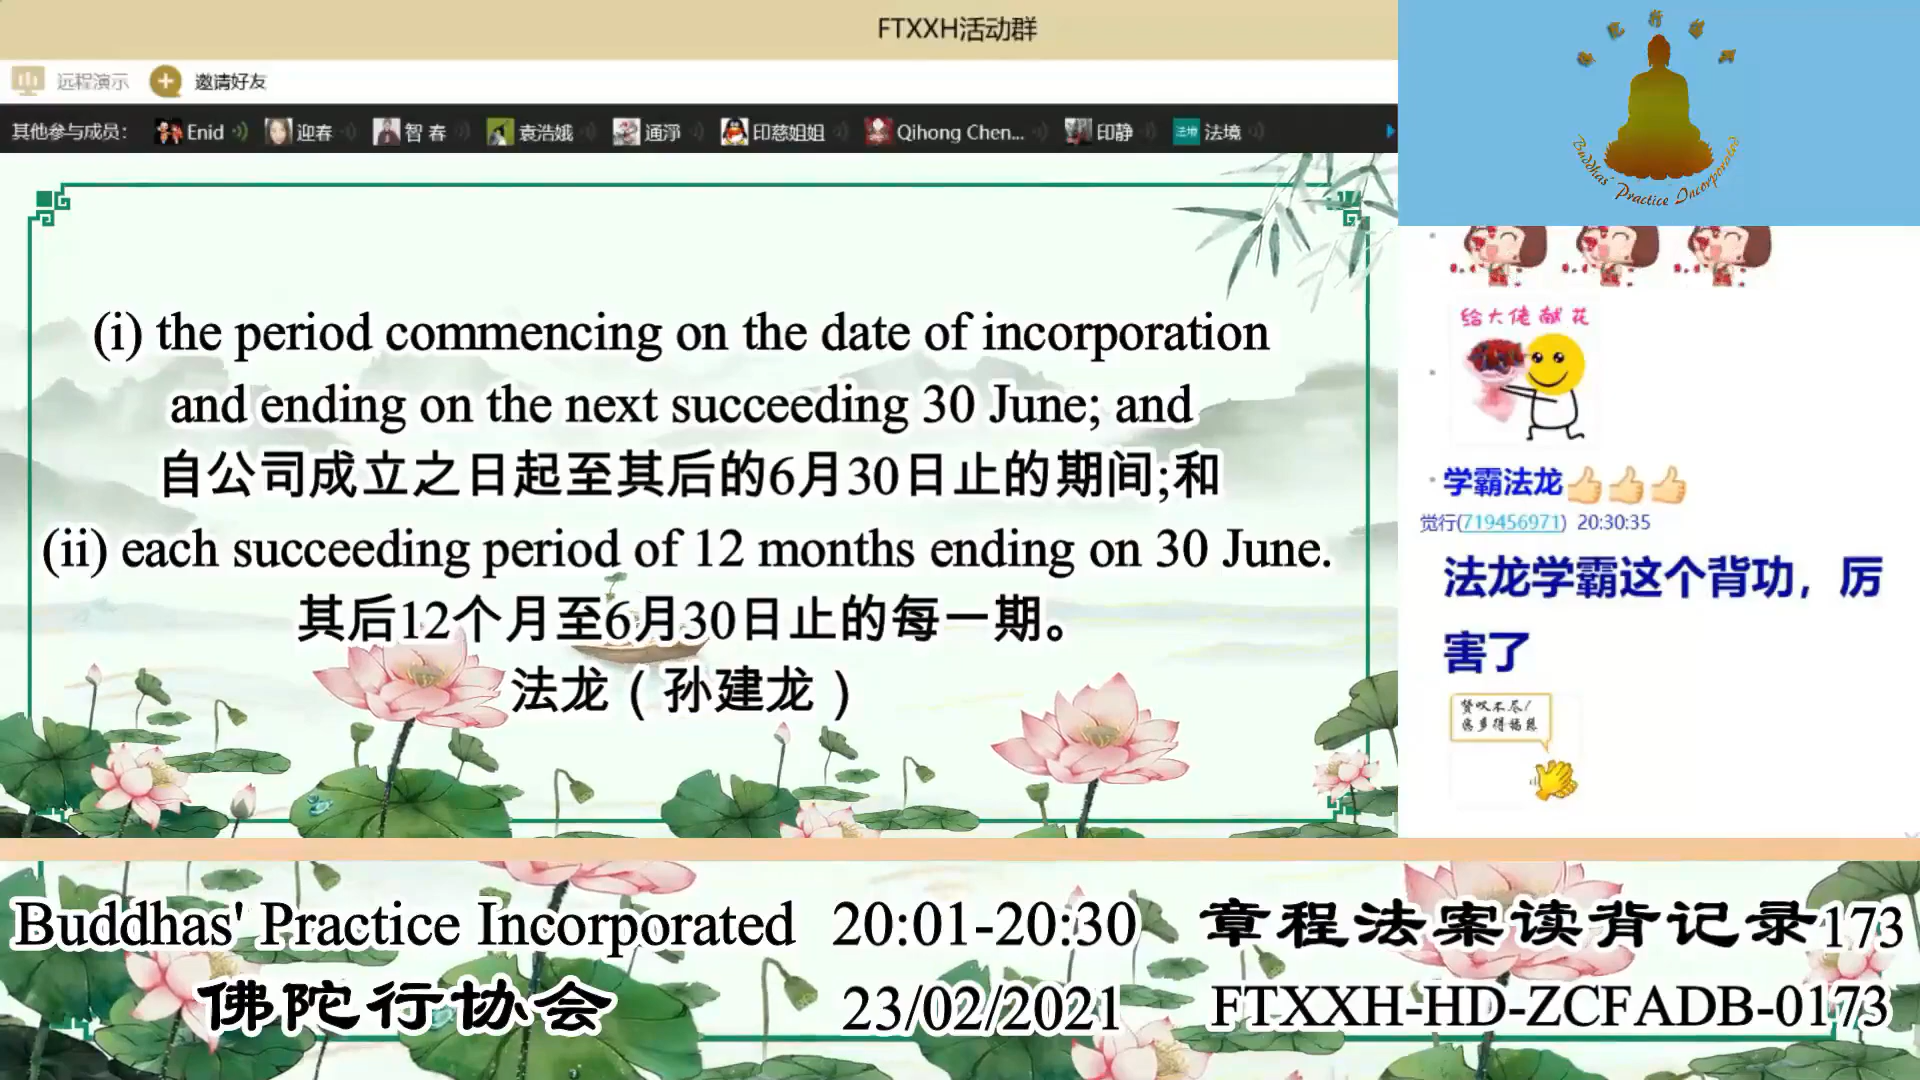 FTXXH活动群
远程演示
邀请好友
其他参与成员：
Enid
迎春
智 春
袁浩娥
通淨
印慈姐姐
Qihong Chen...
印静
法境
Buddhas' Practice Incorporated
(i) the period commencing on the date of incorporation
and ending on the next succeeding 30 June; and
自公司成立之日起至其后的6月30日止的期间;和
(ii) each succeeding period of 12 months ending on 30 June.
其后12个月至6月30日止的每一期。
法龙（孙建龙）
给大佬献花
学霸法龙
觉行(719456971) 20:30:35
法龙学霸这个背功，厉
害了
Buddhas' Practice Incorporated
佛陀行协会
20:01-20:30
23/02/2021
章程法案读背记录173
FTXXH-HD-ZCFADB-0173